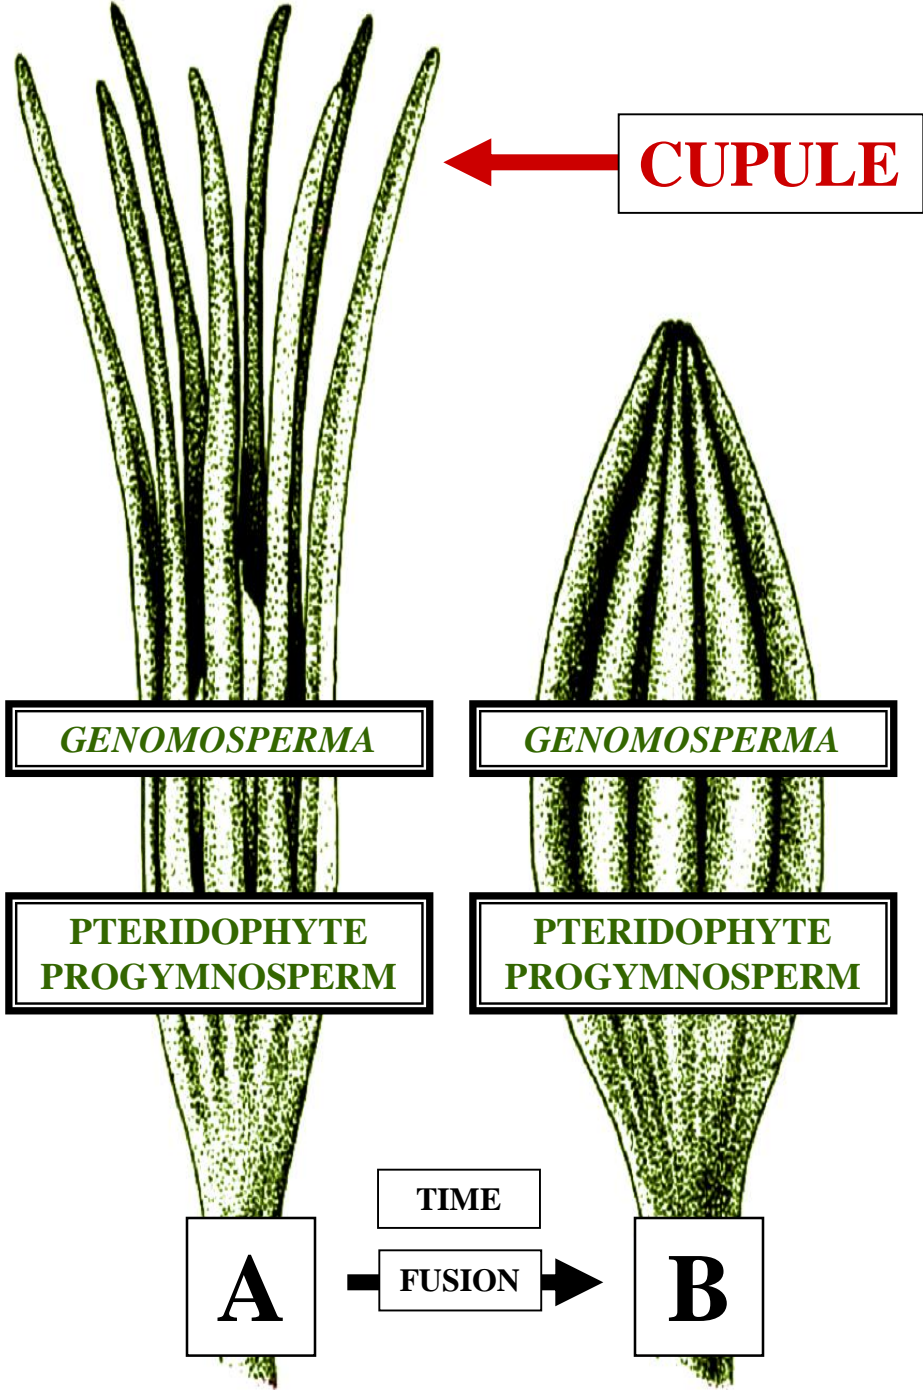 CUPULE
GENOMOSPERMA
GENOMOSPERMA
PTERIDOPHYTE
PROGYMNOSPERM
PTERIDOPHYTE
PROGYMNOSPERM
TIME
FUSION
A
B